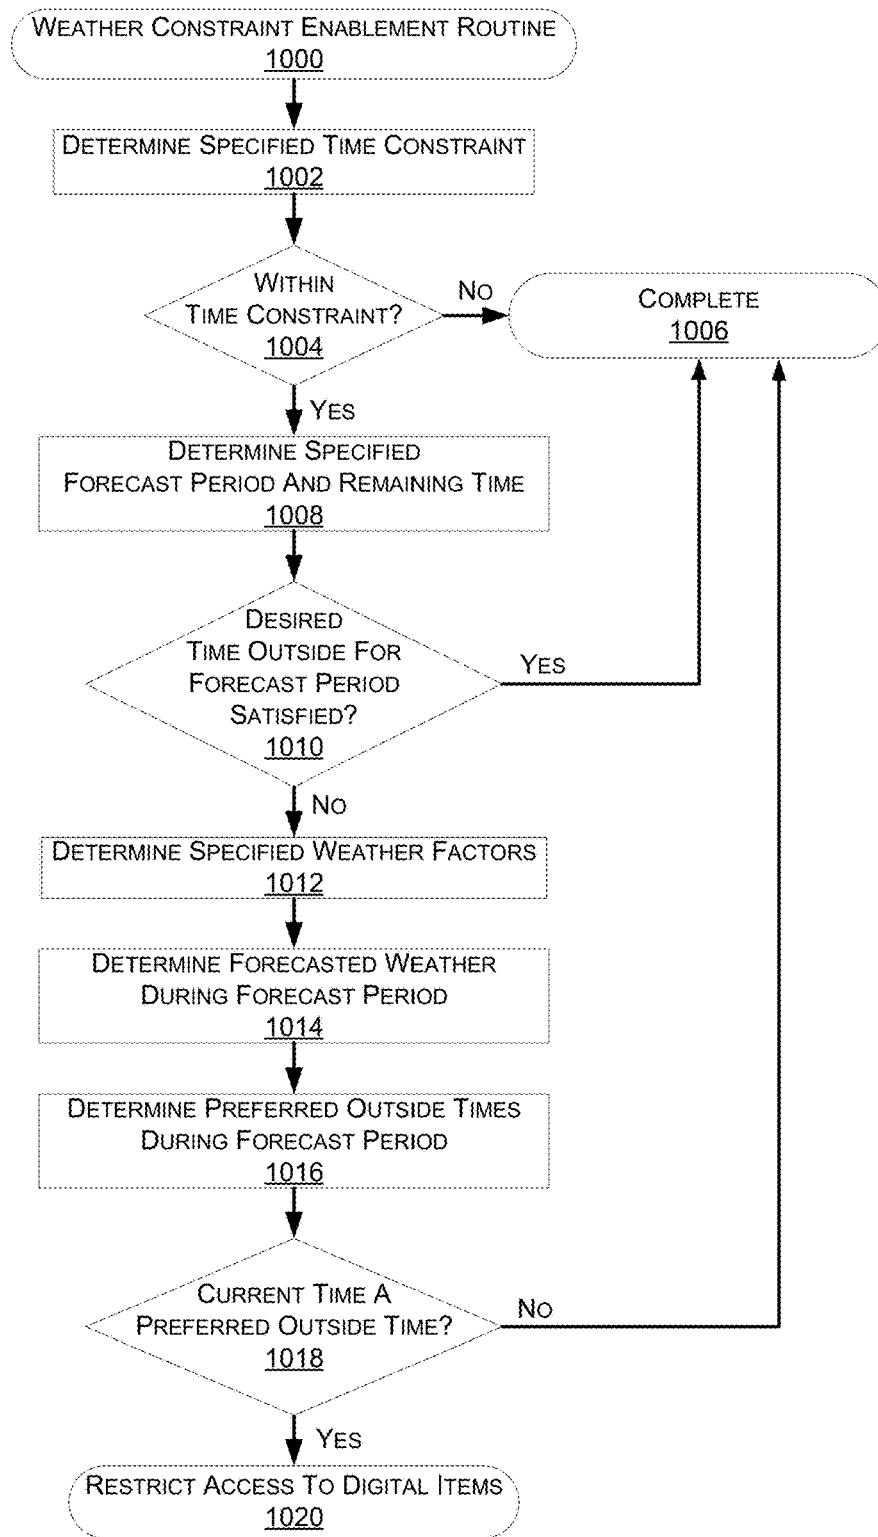 WEATHER CONSTRAINT ENABLEMENT ROUTINE
1000
DETERMINE SPECIFIED TIME CONSTRAINT
1002
WITHIN
TIME CONSTRAINT?
1004
NO
COMPLETE
1006
YES
DETERMINE SPECIFIED
FORECAST PERIOD AND REMAINING TIME
1008
DESIRED
TIME OUTSIDE FOR
FORECAST PERIOD
SATISFIED?
1010
YES
NO
DETERMINE SPECIFIED WEATHER FACTORS
1012
DETERMINE FORECASTED WEATHER
DURING FORECAST PERIOD
1014
DETERMINE PREFERRED OUTSIDE TIMES
DURING FORECAST PERIOD
1016
CURRENT TIME A
PREFERRED OUTSIDE TIME?
1018
NO
YES
RESTRICT ACCESS TO DIGITAL ITEMS
1020